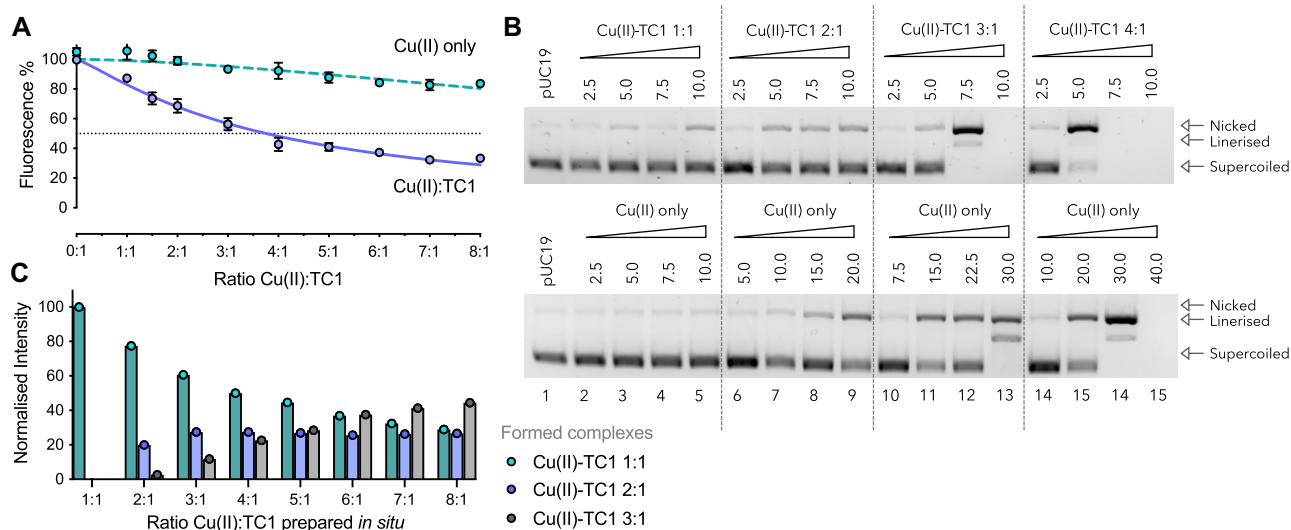 A
Fluorescence %
100
80
60
40
20
0
Cu(II) only
Cu(II):TC1
0:1 1:1 2:1 3:1 4:1 5:1 6:1 7:1 8:1
Ratio Cu(II):TC1
B
Cu(II)-TC1 1:1 Cu(II)-TC1 2:1 Cu(II)-TC1 3:1 Cu(II)-TC1 4:1
pUC19 2.5 5.0 7.5 10.0 2.5 5.0 7.5 10.0 2.5 5.0 7.5 10.0 2.5 5.0 7.5 10.0
Nicked
Linerised
Supercoiled
Cu(II) only Cu(II) only Cu(II) only Cu(II) only
pUC19 2.5 5.0 7.5 10.0 5.0 10.0 15.0 20.0 7.5 15.0 22.5 30.0 10.0 20.0 30.0 40.0
Nicked
Linerised
Supercoiled
1 2 3 4 5 6 7 8 9 10 11 12 13 14 15 14 15
C
Normalised Intensity
100
80
60
40
20
0
1:1 2:1 3:1 4:1 5:1 6:1 7:1 8:1
Ratio Cu(II):TC1 prepared in situ
Formed complexes
Cu(II)-TC1 1:1
Cu(II)-TC1 2:1
Cu(II)-TC1 3:1